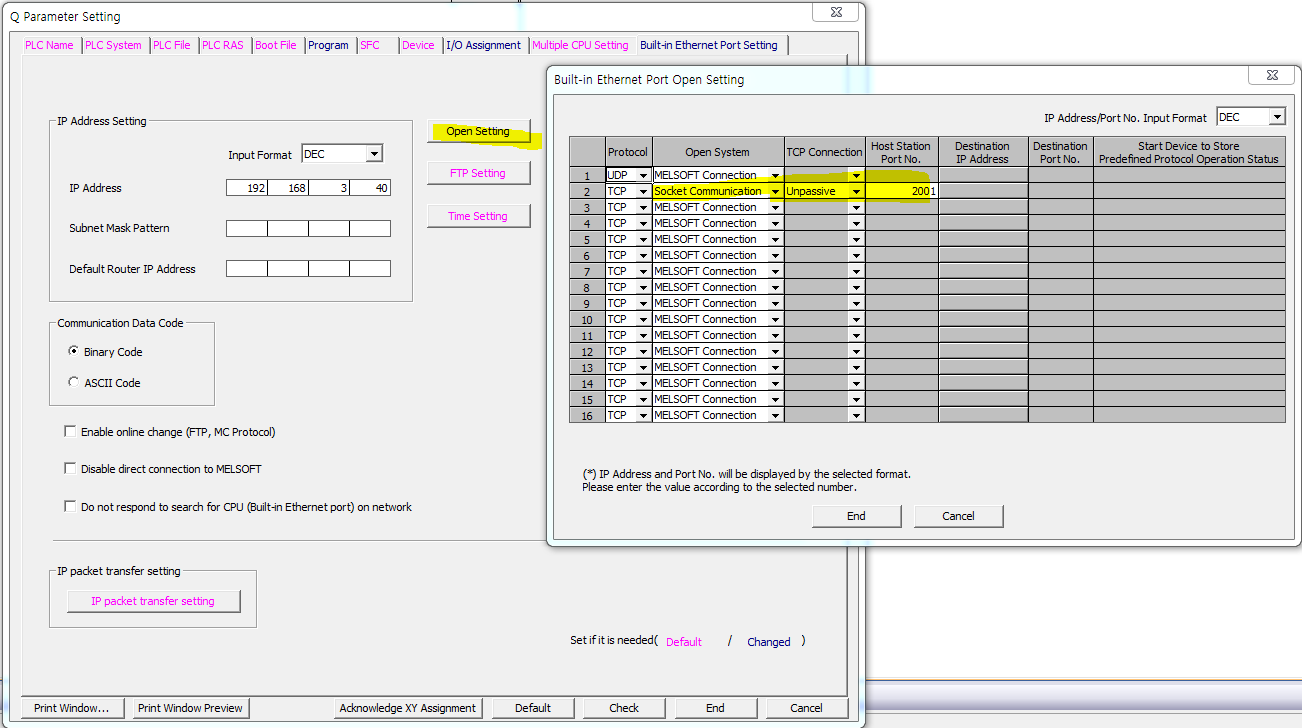 Q Parameter Setting
PLC Name PLC System PLC File PLC RAS Boot File Program SFC Device I/O Assignment Multiple CPU Setting Built-in Ethernet Port Setting
IP Address Setting
Input Format DEC
IP Address 192 168 3 40
Subnet Mask Pattern
Default Router IP Address
Open Setting
FTP Setting
Time Setting
Communication Data Code
Binary Code
ASCII Code
Enable online change (FTP, MC Protocol)
Disable direct connection to MELSOFT
Do not respond to search for CPU (Built-in Ethernet port) on network
IP packet transfer setting
IP packet transfer setting
Set if it is needed( Default / Changed )
Print Window... Print Window Preview Acknowledge XY Assignment Default Check End Cancel
Built-in Ethernet Port Open Setting
IP Address/Port No. Input Format DEC
Protocol Open System TCP Connection Host Station Port No. Destination IP Address Destination Port No. Start Device to Store Predefined Protocol Operation Status
1 UDP MELSOFT Connection
2 TCP Socket Communication Unpassive 2001
3 TCP MELSOFT Connection
4 TCP MELSOFT Connection
5 TCP MELSOFT Connection
6 TCP MELSOFT Connection
7 TCP MELSOFT Connection
8 TCP MELSOFT Connection
9 TCP MELSOFT Connection
10 TCP MELSOFT Connection
11 TCP MELSOFT Connection
12 TCP MELSOFT Connection
13 TCP MELSOFT Connection
14 TCP MELSOFT Connection
15 TCP MELSOFT Connection
16 TCP MELSOFT Connection
(*) IP Address and Port No. will be displayed by the selected format.
Please enter the value according to the selected number.
End Cancel